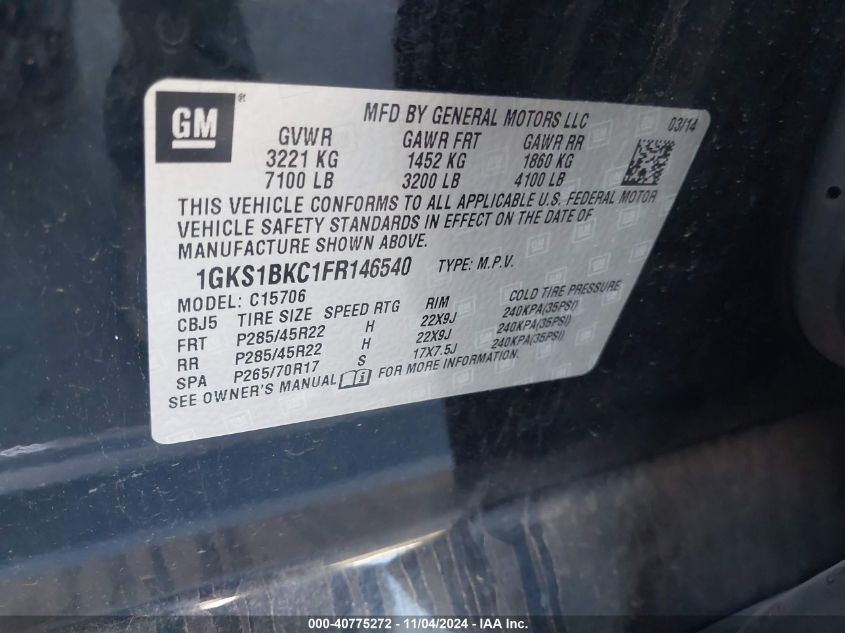 GM ®
MFD BY GENERAL MOTORS LLC 03/14
GVWR GAWR FRT GAWR RR
3221 KG 1452 KG 1860 KG
7100 LB 3200 LB 4100 LB
THIS VEHICLE CONFORMS TO ALL APPLICABLE U.S. FEDERAL MOTOR
VEHICLE SAFETY STANDARDS IN EFFECT ON THE DATE OF
MANUFACTURE SHOWN ABOVE.
1GKS1BKC1FR146540 TYPE: M.P.V.
MODEL: C15706
CBJ5 TIRE SIZE SPEED RTG RIM COLD TIRE PRESSURE
FRT P285/45R22 H 22X9J 240KPA(35PSI)
RR P285/45R22 H 22X9J 240KPA(35PSI)
SPA P265/70R17 S 17X7.5J 240KPA(35PSI)
SEE OWNER'S MANUAL FOR MORE INFORMATION.
000-40775272 - 11/04/2024 - IAA Inc.